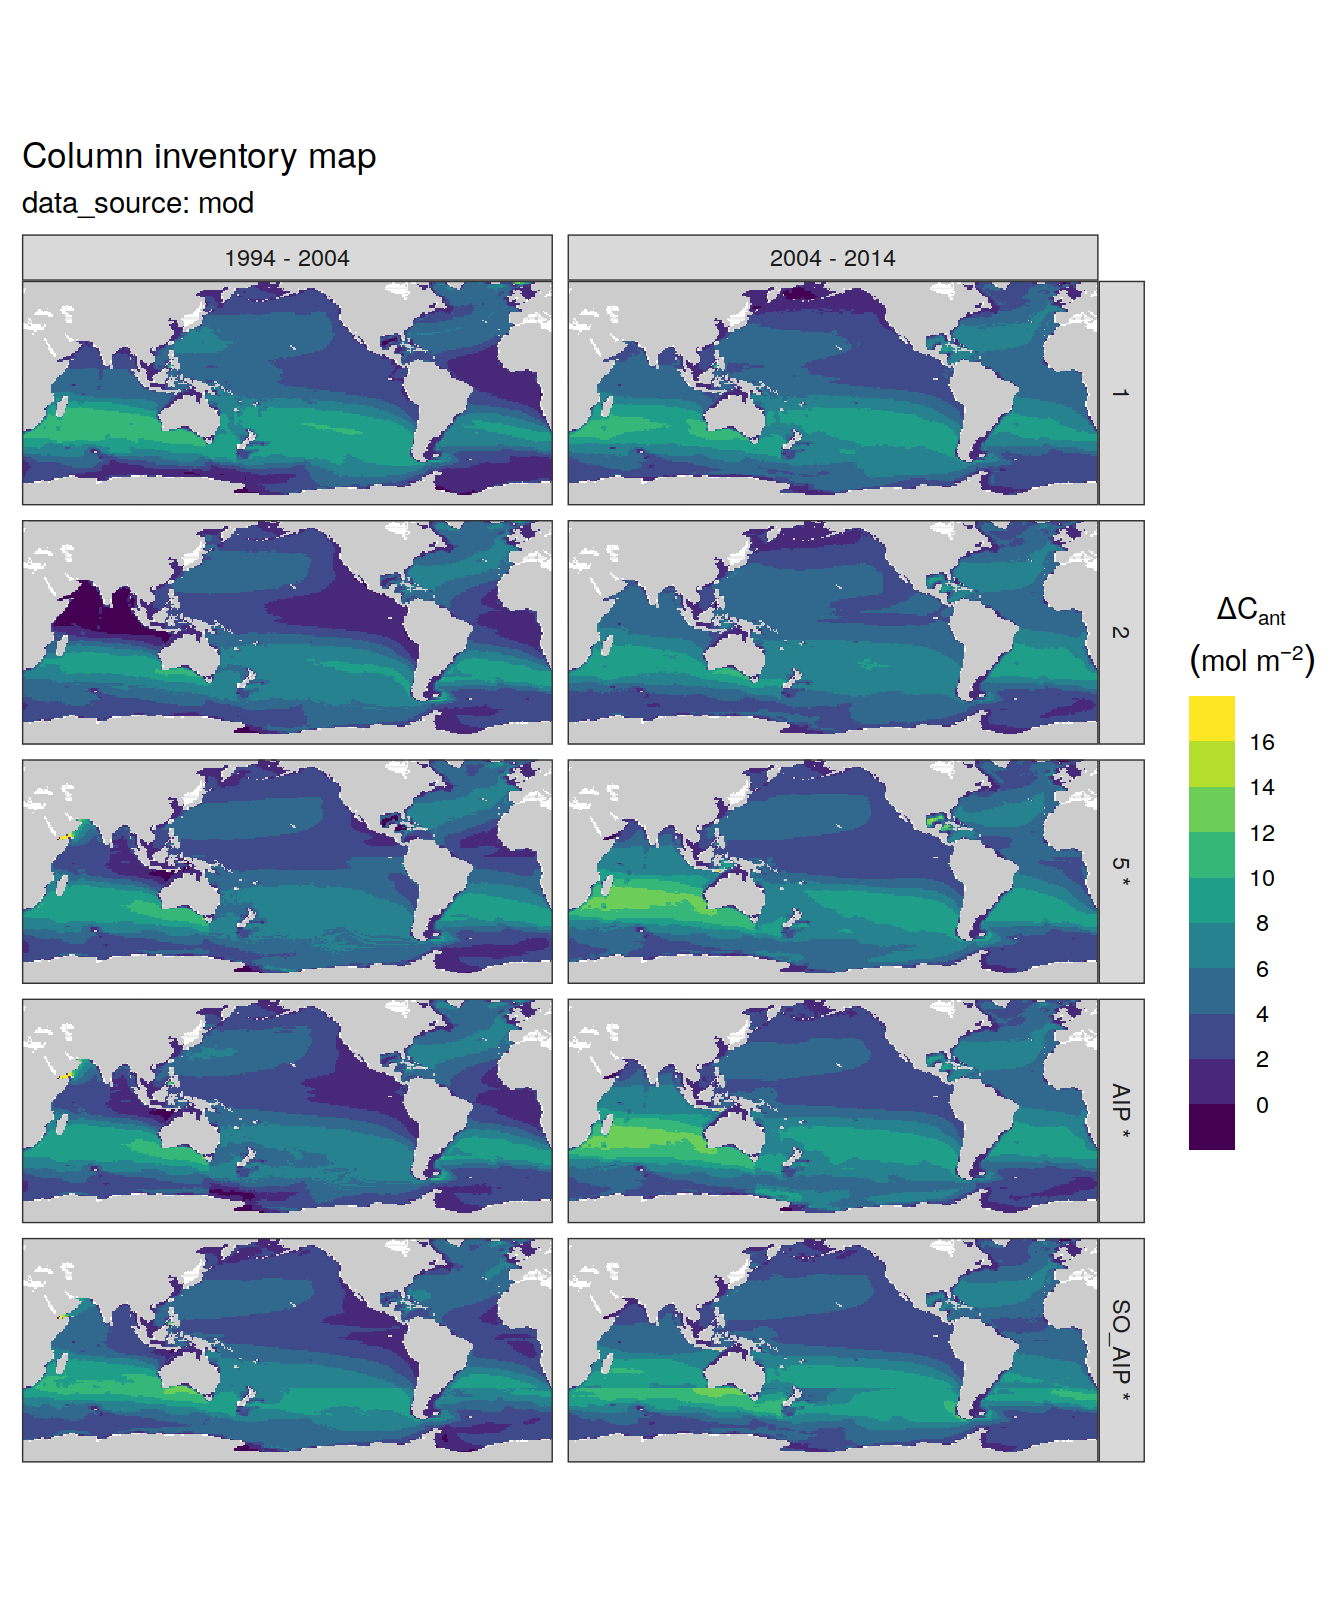 Column inventory map
data_source: mod
1994 - 2004
2004 - 2014
1
2
5 *
AIP *
SO_AIP *
ΔCant
(mol m−2)
16
14
12
10
8
6
4
2
0